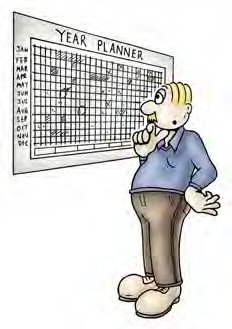 YEAR PLANNER
JAN
FEB
MAR
APR
MAY
JUN
JUL
AUG
SEP
OCT
NOV
DEC